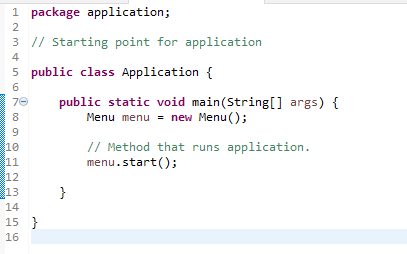 1 package application;
2
3 // Starting point for application
4
5 public class Application {
6
7 public static void main(String[] args) {
8 Menu menu = new Menu();
9
10 // Method that runs application.
11 menu.start();
12
13 }
14
15 }
16